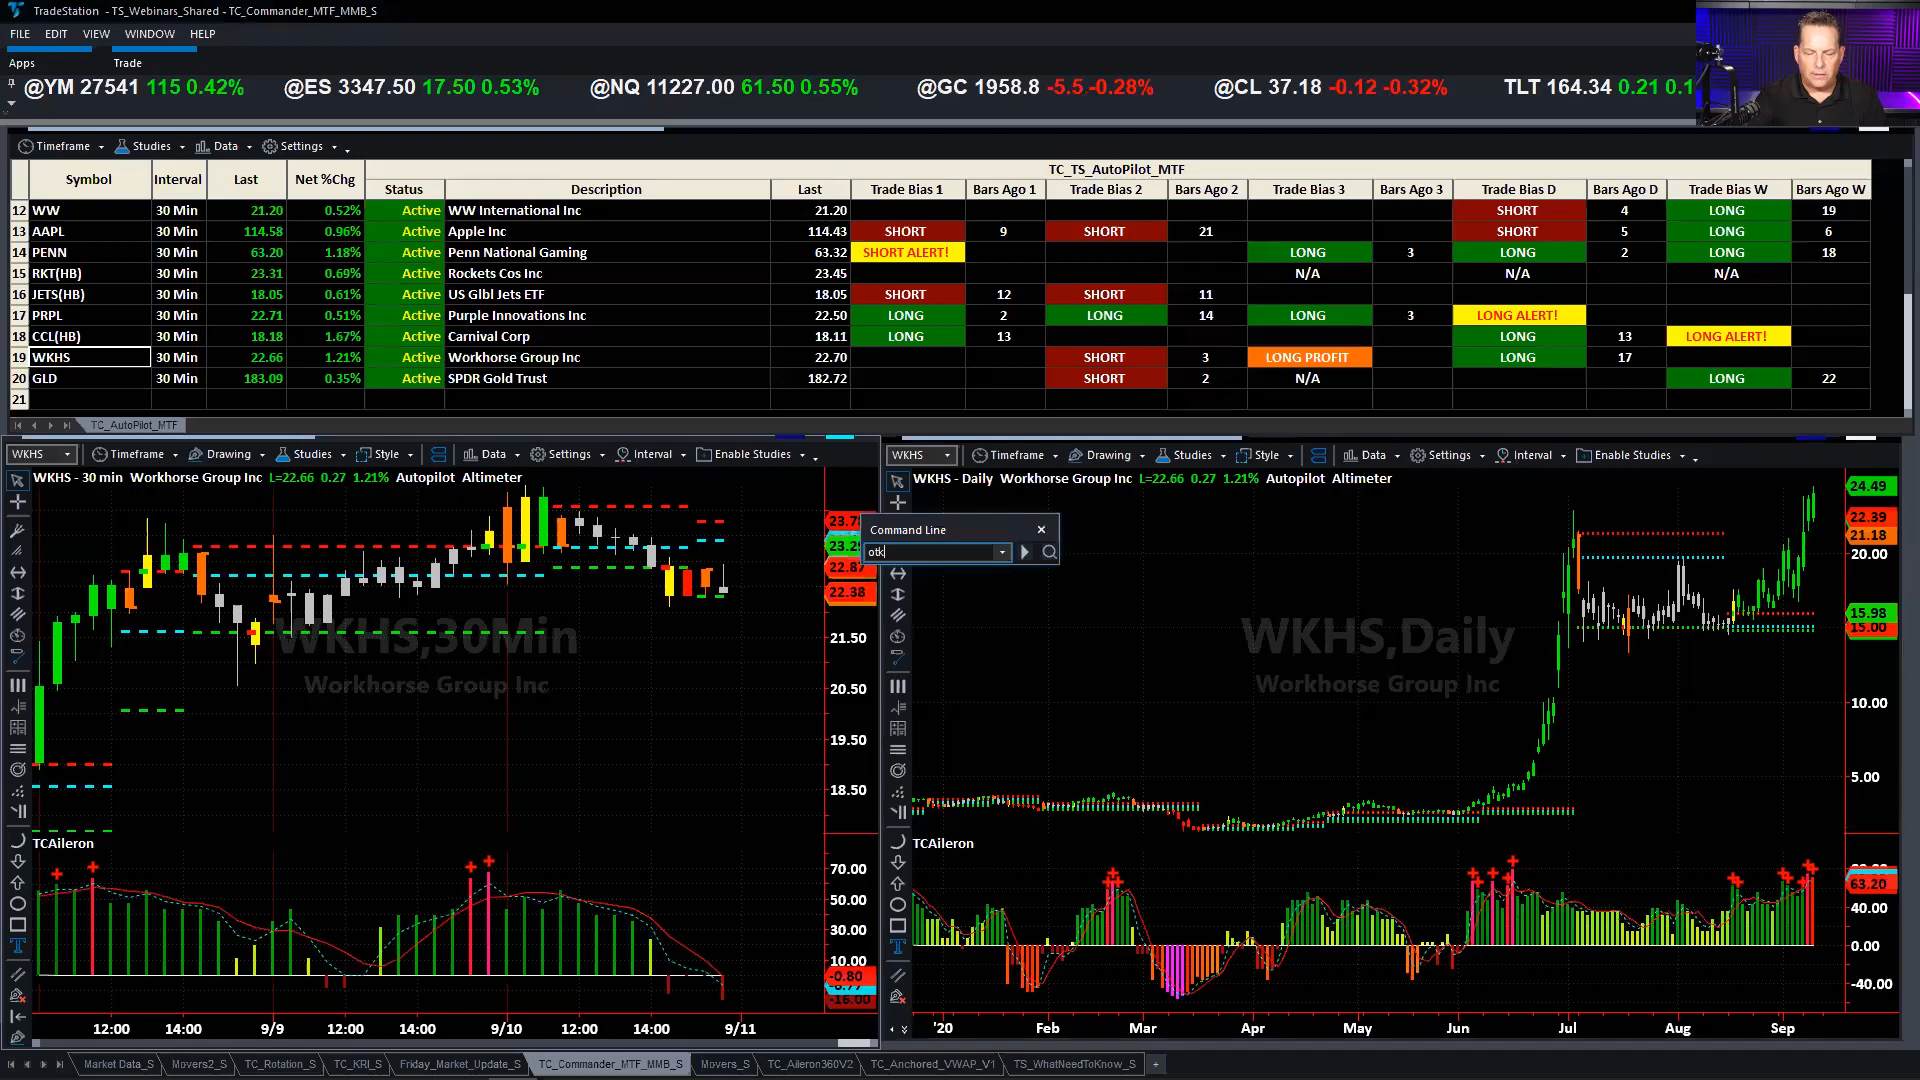 TradeStation - TS_Webinars_Shared - TC_Commander_MTF_MMB_S
FILE EDIT VIEW WINDOW HELP
Apps Trade
@YM 27541 115 0.42% @ES 3347.50 17.50 0.53% @NQ 11227.00 61.50 0.55% @GC 1958.8 -5.5 -0.28% @CL 37.18 -0.12 -0.32% TLT 164.34 0.21 0.1
Timeframe Studies Data Settings
TC_TS_AutoPilot_MTF
Symbol Interval Last Net %Chg Status Description Last Trade Bias 1 Bars Ago 1 Trade Bias 2 Bars Ago 2 Trade Bias 3 Bars Ago 3 Trade Bias D Bars Ago D Trade Bias W Bars Ago W
12 WW 30 Min 21.20 0.52% Active WW International Inc 21.20 SHORT 4 LONG 19
13 AAPL 30 Min 114.58 0.96% Active Apple Inc 114.43 SHORT 9 SHORT 21 SHORT 5 LONG 6
14 PENN 30 Min 63.20 1.18% Active Penn National Gaming 63.32 SHORT ALERT! LONG 3 LONG 2 LONG 18
15 RKT(HB) 30 Min 23.31 0.69% Active Rockets Cos Inc 23.45 N/A N/A N/A
16 JETS(HB) 30 Min 18.05 0.61% Active US Glbl Jets ETF 18.05 SHORT 12 SHORT 11
17 PRPL 30 Min 22.71 0.51% Active Purple Innovations Inc 22.50 LONG 2 LONG 14 LONG 3 LONG ALERT!
18 CCL(HB) 30 Min 18.18 1.67% Active Carnival Corp 18.11 LONG 13 LONG 13 LONG ALERT!
19 WKHS 30 Min 22.66 1.21% Active Workhorse Group Inc 22.70 SHORT 3 LONG PROFIT LONG 17
20 GLD 30 Min 183.09 0.35% Active SPDR Gold Trust 182.72 SHORT 2 N/A LONG 22
21
TC_AutoPilot_MTF
WKHS Timeframe Drawing Studies Style Data Settings Interval Enable Studies
WKHS - 30 min Workhorse Group Inc L=22.66 0.27 1.21% Autopilot Altimeter
22.87
22.38
21.50
20.50
19.50
18.50
WKHS,30Min
Workhorse Group Inc
TCAileron
70.00
50.00
30.00
10.00
-0.80
-16.00
12:00 14:00 9/9 12:00 14:00 9/10 12:00 14:00 9/11
Command Line
otk
WKHS Timeframe Drawing Studies Style Data Settings Interval Enable Studies
WKHS - Daily Workhorse Group Inc L=22.66 0.27 1.21% Autopilot Altimeter
24.49
22.39
21.18
20.00
15.98
15.00
10.00
5.00
WKHS,Daily
Workhorse Group Inc
TCAileron
63.20
40.00
0.00
-40.00
'20 Feb Mar Apr May Jun Jul Aug Sep
Market Data_S Movers2_S TC_Rotation_S TC_KRI_S Friday_Market_Update_S TC_Commander_MTF_MMB_S Movers_S TC_Aileron360V2 TC_Anchored_VWAP_V1 TS_WhatNeedToKnow_S +